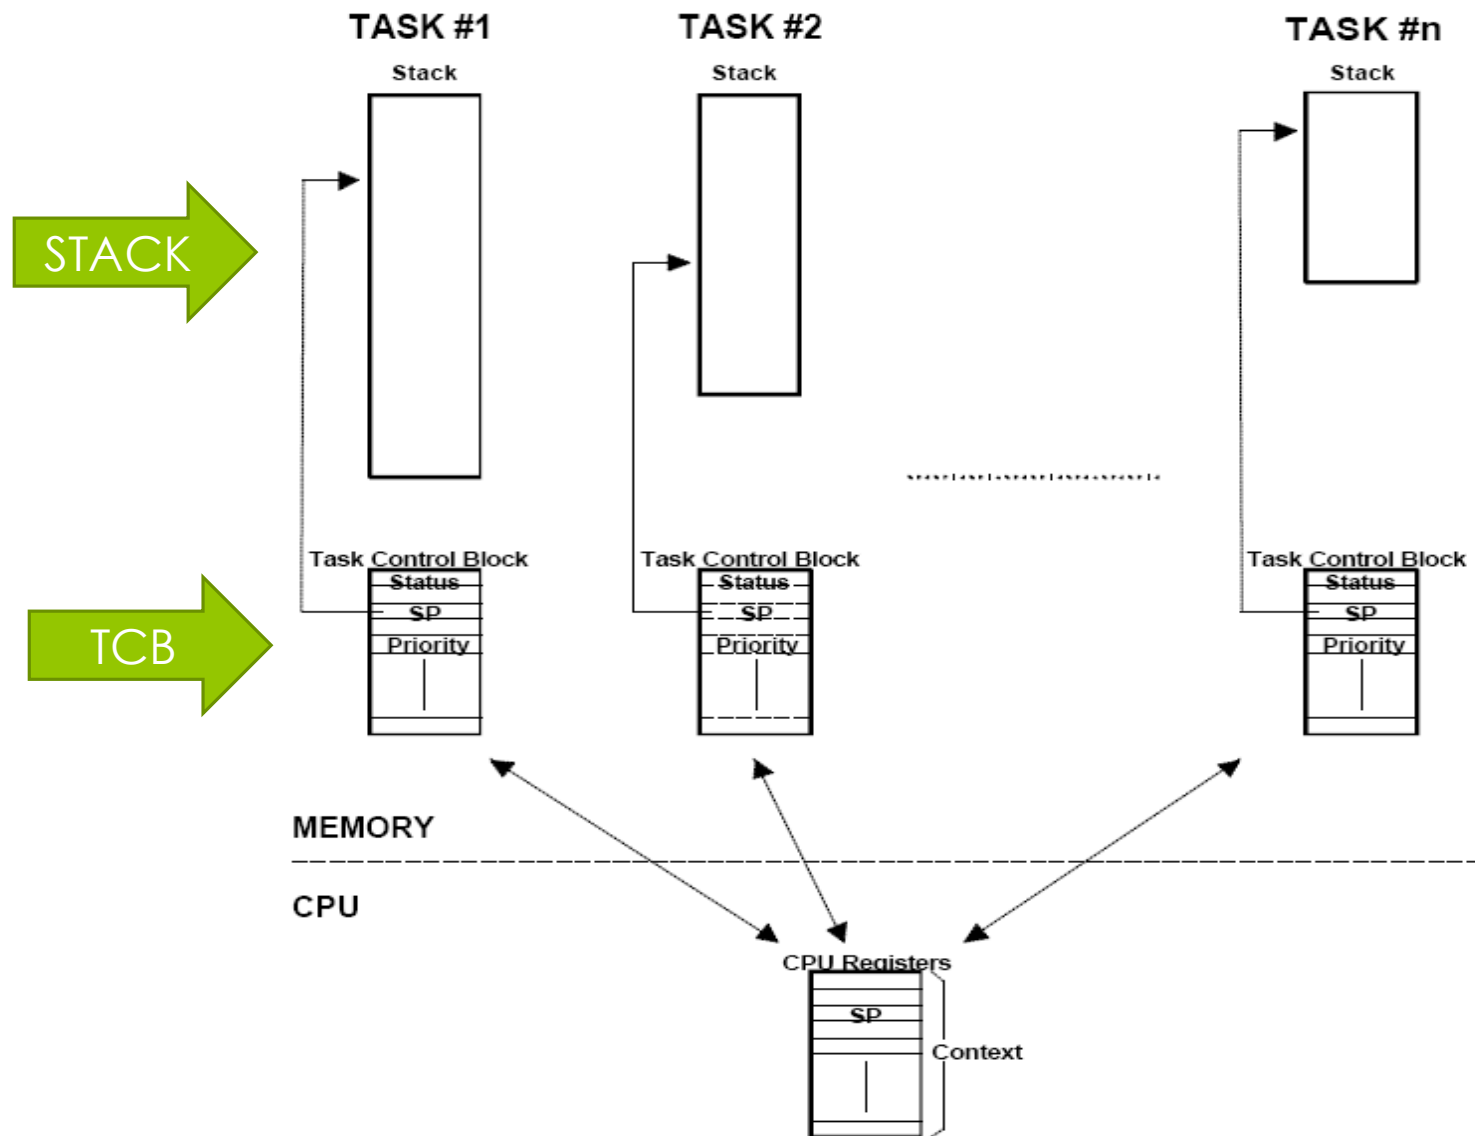 TASK #1
TASK #2
TASK #n
Stack
Stack
Stack
STACK
Task Control Block
Task Control Block
Task Control Block
Status
Status
Status
SP
SP
SP
TCB
Priority
Priority
Priority
MEMORY
CPU
CPU Registers
SP
Context